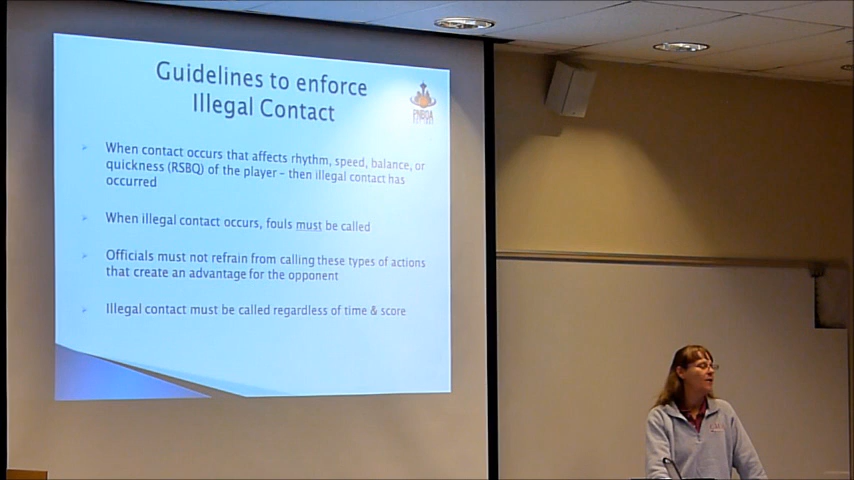 Guidelines to enforce
Illegal Contact
PNBOA
When contact occurs that affects rhythm, speed, balance, or
quickness (RSBQ) of the player – then illegal contact has
occurred
When illegal contact occurs, fouls must be called
Officials must not refrain from calling these types of actions
that create an advantage for the opponent
Illegal contact must be called regardless of time & score